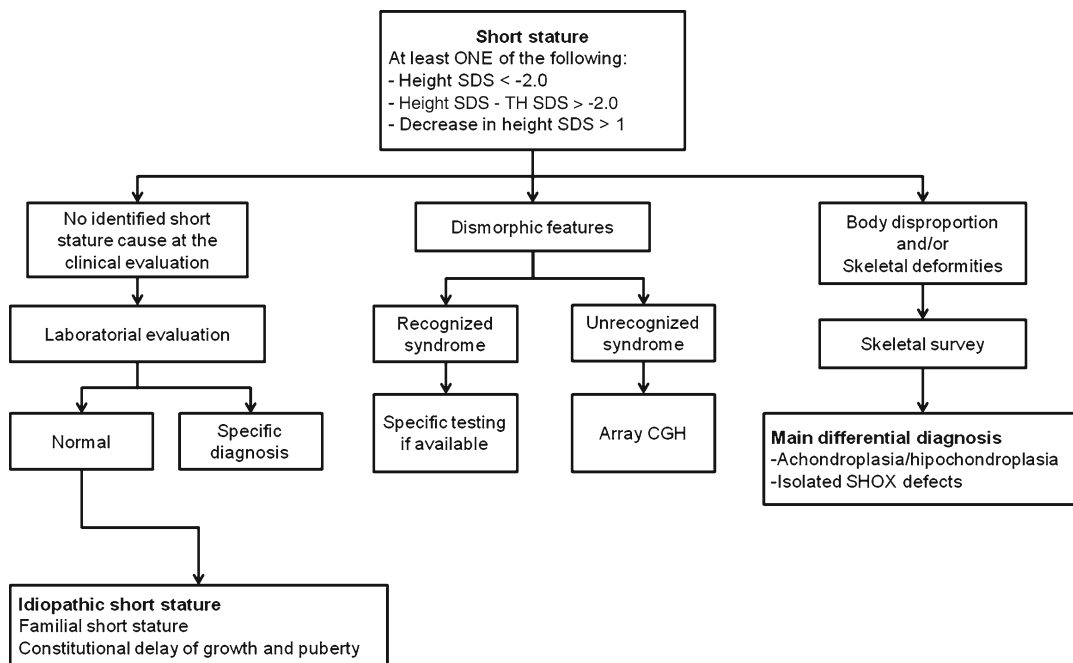 Short stature
At least ONE of the following:
- Height SDS < -2.0
- Height SDS - TH SDS > -2.0
- Decrease in height SDS > 1
No identified short
stature cause at the
clinical evaluation
Dismorphic features
Body disproportion
and/or
Skeletal deformities
Laboratorial evaluation
Recognized
syndrome
Unrecognized
syndrome
Skeletal survey
Normal
Specific
diagnosis
Specific testing
if available
Array CGH
Main differential diagnosis
-Achondroplasia/hipochondroplasia
-Isolated SHOX defects
Idiopathic short stature
Familial short stature
Constitutional delay of growth and puberty